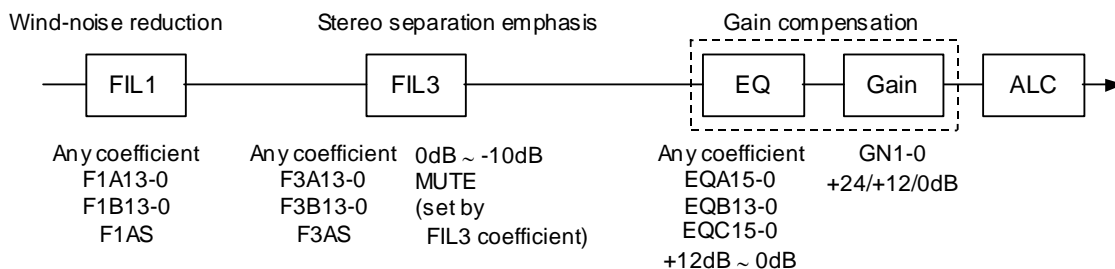 Wind-noise reduction
Stereo separation emphasis
Gain compensation
FIL1
FIL3
EQ
Gain
ALC
Any coefficient
F1A13-0
F1B13-0
F1AS
Any coefficient
F3A13-0
F3B13-0
F3AS
0dB ~ -10dB
MUTE
(set by
FIL3 coefficient)
Any coefficient
EQA15-0
EQB13-0
EQC15-0
+12dB ~ 0dB
GN1-0
+24/+12/0dB